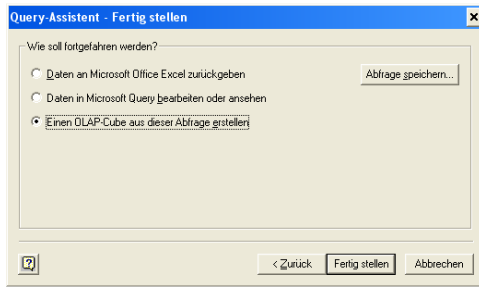 Query-Assistent - Fertig stellen
Wie soll fortgefahren werden?
Daten an Microsoft Office Excel zurückgeben
Abfrage speichern...
Daten in Microsoft Query bearbeiten oder ansehen
Einen OLAP-Cube aus dieser Abfrage erstellen
< Zurück Fertig stellen Abbrechen